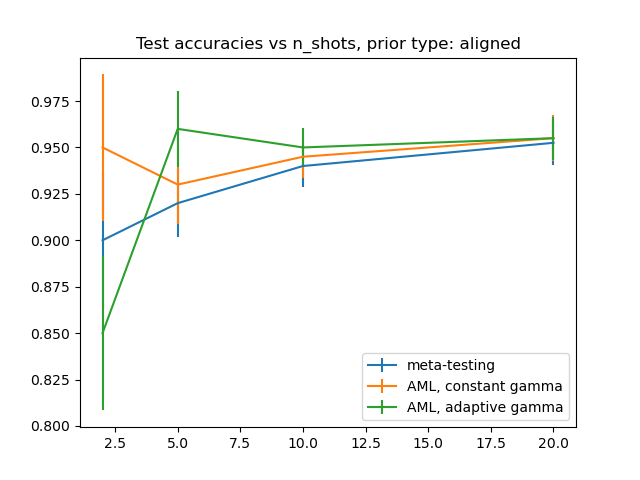 Test accuracies vs n_shots, prior type: aligned
0.975
0.950
0.925
0.900
0.875
0.850
0.825
0.800
meta-testing
AML, constant gamma
AML, adaptive gamma
2.5 5.0 7.5 10.0 12.5 15.0 17.5 20.0